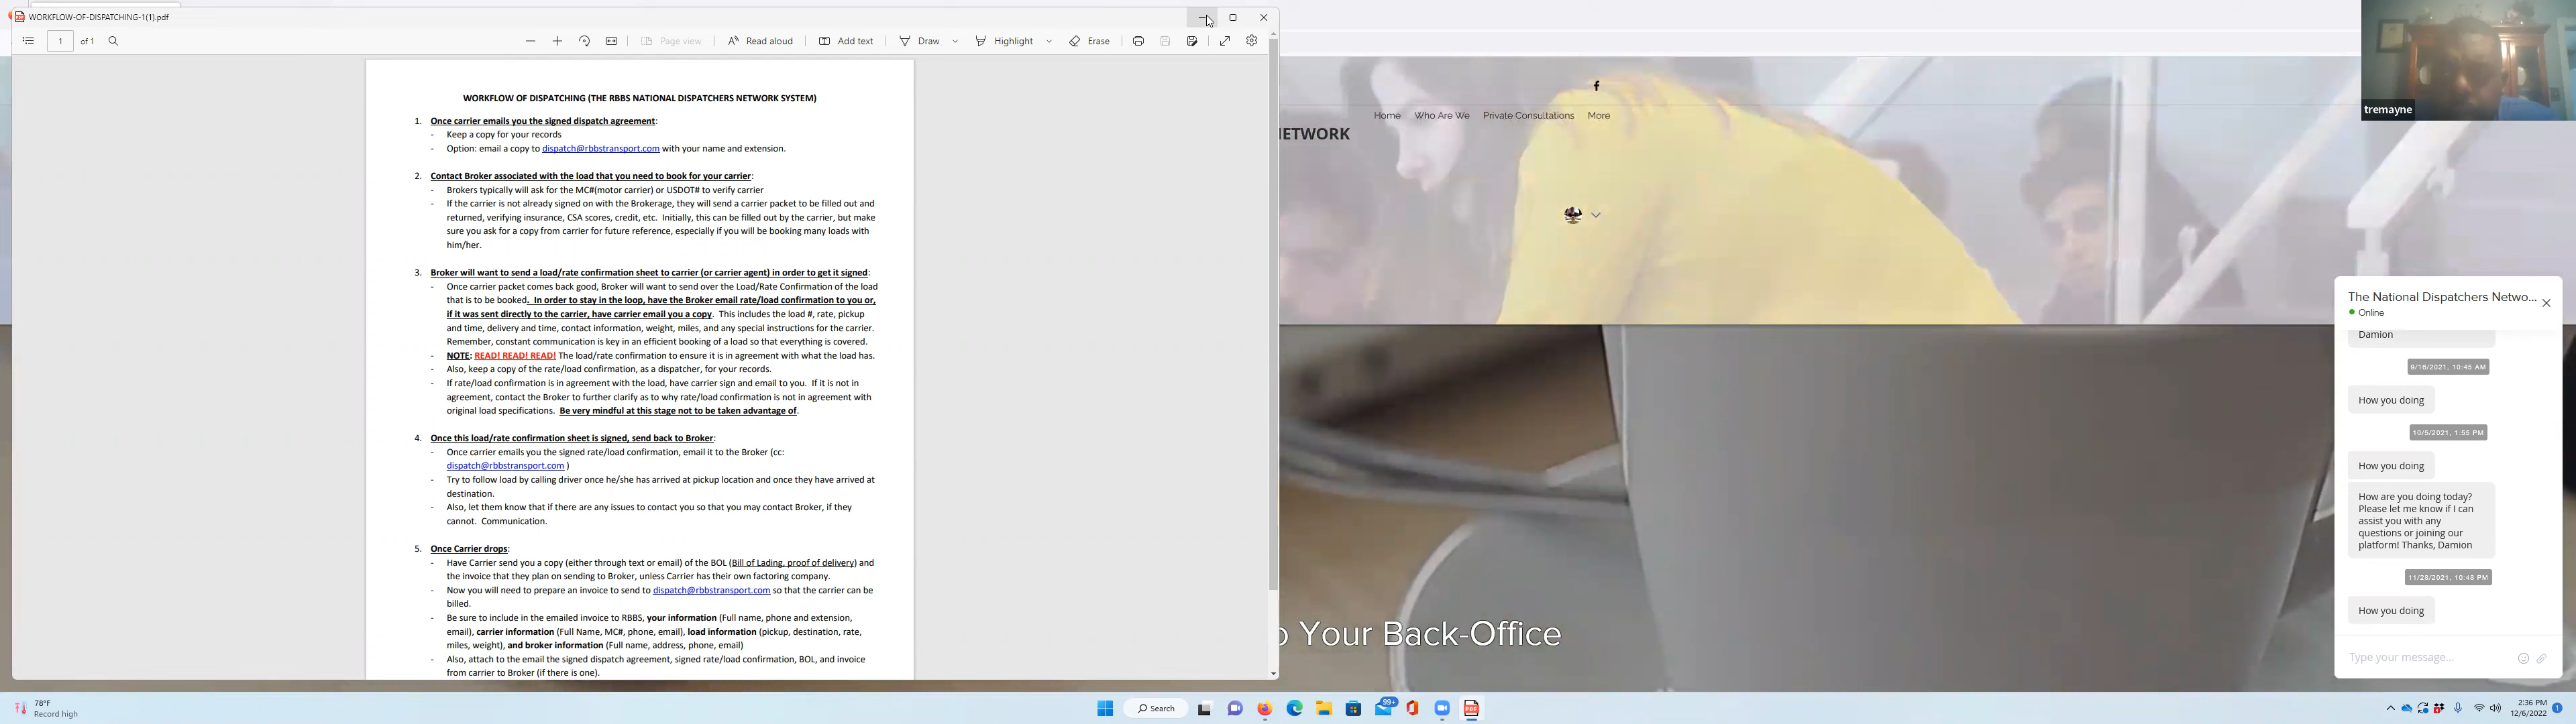 WORKFLOW-OF-DISPATCHING-1(1).pdf
1 of 1
Page view
Read aloud
Add text
Draw
Highlight
Erase
WORKFLOW OF DISPATCHING (THE RBBS NATIONAL DISPATCHERS NETWORK SYSTEM)
1. Once carrier emails you the signed dispatch agreement:
- Keep a copy for your records
- Option: email a copy to dispatch@rbbstransport.com with your name and extension.
2. Contact Broker associated with the load that you need to book for your carrier:
- Brokers typically will ask for the MC#(motor carrier) or USDOT# to verify carrier
- If the carrier is not already signed on with the Brokerage, they will send a carrier packet to be filled out and
returned, verifying insurance, CSA scores, credit, etc. Initially, this can be filled out by the carrier, but make
sure you ask for a copy from carrier for future reference, especially if you will be booking many loads with
him/her.
3. Broker will want to send a load/rate confirmation sheet to carrier (or carrier agent) in order to get it signed:
- Once carrier packet comes back good, Broker will want to send over the Load/Rate Confirmation of the load
that is to be booked. In order to stay in the loop, have the Broker email rate/load confirmation to you or,
if it was sent directly to the carrier, have carrier email you a copy. This includes the load #, rate, pickup
and time, delivery and time, contact information, weight, miles, and any special instructions for the carrier.
Remember, constant communication is key in an efficient booking of a load so that everything is covered.
- NOTE: READ! READ! READ! The load/rate confirmation to ensure it is in agreement with what the load has.
- Also, keep a copy of the rate/load confirmation, as a dispatcher, for your records.
- If rate/load confirmation is in agreement with the load, have carrier sign and email to you. If it is not in
agreement, contact the Broker to further clarify as to why rate/load confirmation is not in agreement with
original load specifications. Be very mindful at this stage not to be taken advantage of.
4. Once this load/rate confirmation sheet is signed, send back to Broker:
- Once carrier emails you the signed rate/load confirmation, email it to the Broker (cc:
dispatch@rbbstransport.com )
- Try to follow load by calling driver once he/she has arrived at pickup location and once they have arrived at
destination.
- Also, let them know that if there are any issues to contact you so that you may contact Broker, if they
cannot. Communication.
5. Once Carrier drops:
- Have Carrier send you a copy (either through text or email) of the BOL (Bill of Lading, proof of delivery) and
the invoice that they plan on sending to Broker, unless Carrier has their own factoring company.
- Now you will need to prepare an invoice to send to dispatch@rbbstransport.com so that the carrier can be
billed.
- Be sure to include in the emailed invoice to RBBS, your information (Full name, phone and extension,
email), carrier information (Full Name, MC#, phone, email), load information (pickup, destination, rate,
miles, weight), and broker information (Full name, address, phone, email)
- Also, attach to the email the signed dispatch agreement, signed rate/load confirmation, BOL, and invoice
from carrier to Broker (if there is one).
ETWORK
Home Who Are We Private Consultations More
o Your Back-Office
tremayne
The National Dispatchers Netwo...
Online
Damion
9/16/2021, 10:45 AM
How you doing
10/5/2021, 1:55 PM
How you doing
How are you doing today?
Please let me know if I can
assist you with any
questions or joining our
platform! Thanks, Damion
11/28/2021, 10:48 PM
How you doing
Type your message...
78°F
Record high
Search
99+
PDF
2:36 PM
12/6/2022
1